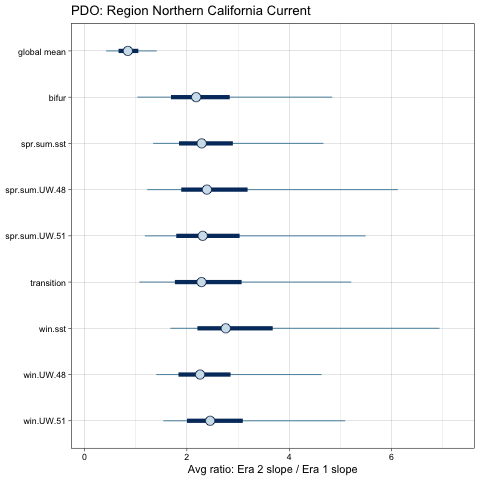 PDO: Region Northern California Current
global mean
bifur
spr.sum.sst
spr.sum.UW.48
spr.sum.UW.51
transition
win.sst
win.UW.48
win.UW.51
0 2 4 6
Avg ratio: Era 2 slope / Era 1 slope